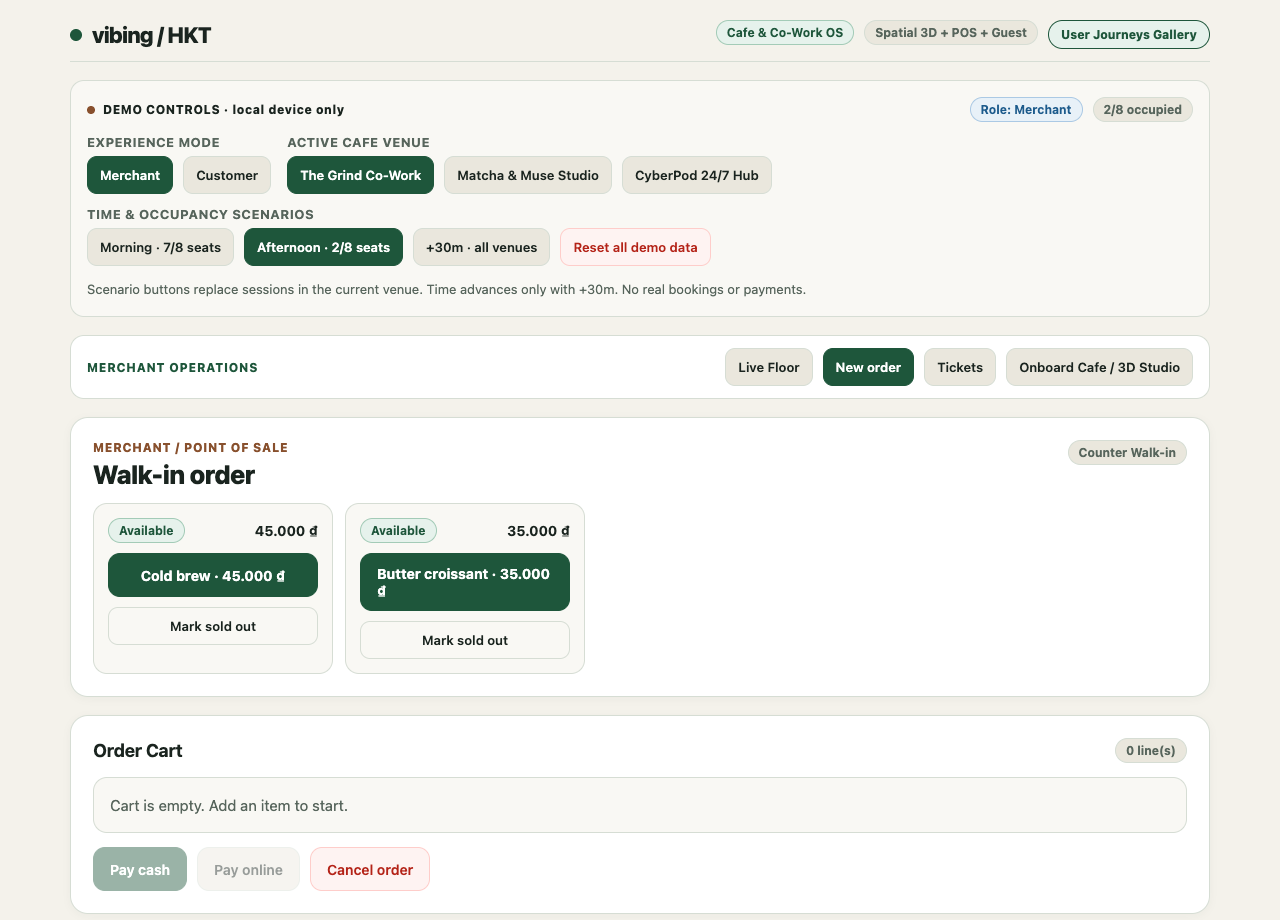 vibing / HKT
Cafe & Co-Work OS
Spatial 3D + POS + Guest
User Journeys Gallery
DEMO CONTROLS · local device only
Role: Merchant
2/8 occupied
EXPERIENCE MODE
Merchant
Customer
ACTIVE CAFE VENUE
The Grind Co-Work
Matcha & Muse Studio
CyberPod 24/7 Hub
TIME & OCCUPANCY SCENARIOS
Morning · 7/8 seats
Afternoon · 2/8 seats
+30m · all venues
Reset all demo data
Scenario buttons replace sessions in the current venue. Time advances only with +30m. No real bookings or payments.
MERCHANT OPERATIONS
Live Floor
New order
Tickets
Onboard Cafe / 3D Studio
MERCHANT / POINT OF SALE
Walk-in order
Counter Walk-in
Available
45.000 ₫
Cold brew · 45.000 ₫
Mark sold out
Available
35.000 ₫
Butter croissant · 35.000
₫
Mark sold out
Order Cart
0 line(s)
Cart is empty. Add an item to start.
Pay cash
Pay online
Cancel order